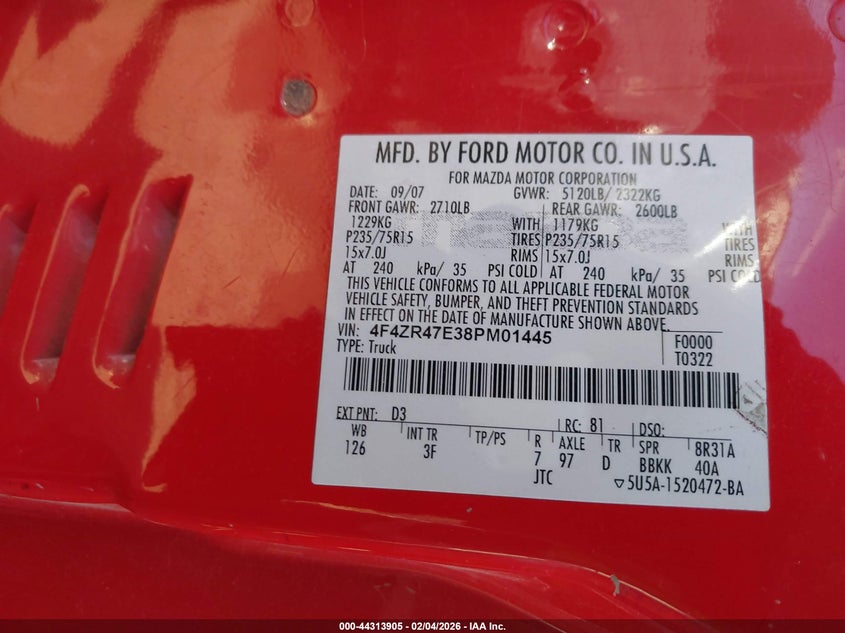 MFD. BY FORD MOTOR CO. IN U.S.A.
FOR MAZDA MOTOR CORPORATION
DATE: 09/07 GVWR: 5120LB/ 2322KG
FRONT GAWR: 2710LB REAR GAWR: 2600LB
1229KG WITH 1179KG WITH
P235/75R15 TIRES P235/75R15 TIRES
15x7.0J RIMS 15x7.0J RIMS
AT 240 kPa/ 35 PSI COLD AT 240 kPa/ 35 PSI COLD
THIS VEHICLE CONFORMS TO ALL APPLICABLE FEDERAL MOTOR
VEHICLE SAFETY, BUMPER, AND THEFT PREVENTION STANDARDS
IN EFFECT ON THE DATE OF MANUFACTURE SHOWN ABOVE.
VIN: 4F4ZR47E38PM01445 F0000
TYPE: Truck T0322
EXT PNT: D3 RC: 81 DSO:
WB INT TR TP/PS R AXLE TR SPR 8R31A
126 3F 7 97 D BBKK 40A
JTC ▽5U5A-1520472-BA
000-44313905 - 02/04/2026 - IAA Inc.